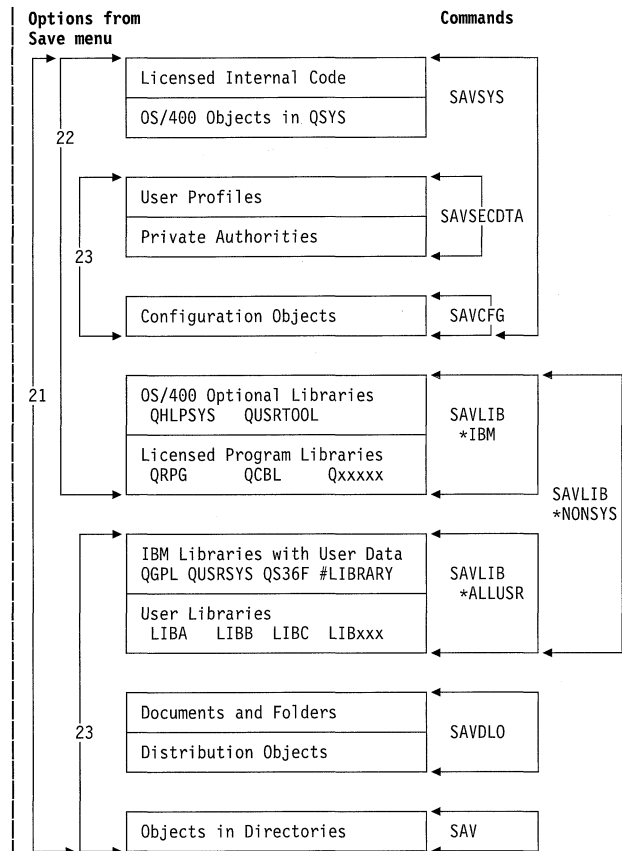 Options from
Save menu
Commands
Licensed Internal Code
OS/400 Objects in QSYS
SAVSYS
22
User Profiles
Private Authorities
SAVSECDTA
23
Configuration Objects
SAVCFG
21
OS/400 Optional Libraries
QHLPSYS QUSRTOOL
Licensed Program Libraries
QRPG QCBL Qxxxxx
SAVLIB
*IBM
SAVLIB
*NONSYS
IBM Libraries with User Data
QGPL QUSRSYS QS36F #LIBRARY
User Libraries
LIBA LIBB LIBC LIBxxx
SAVLIB
*ALLUSR
23
Documents and Folders
Distribution Objects
SAVDLO
Objects in Directories
SAV